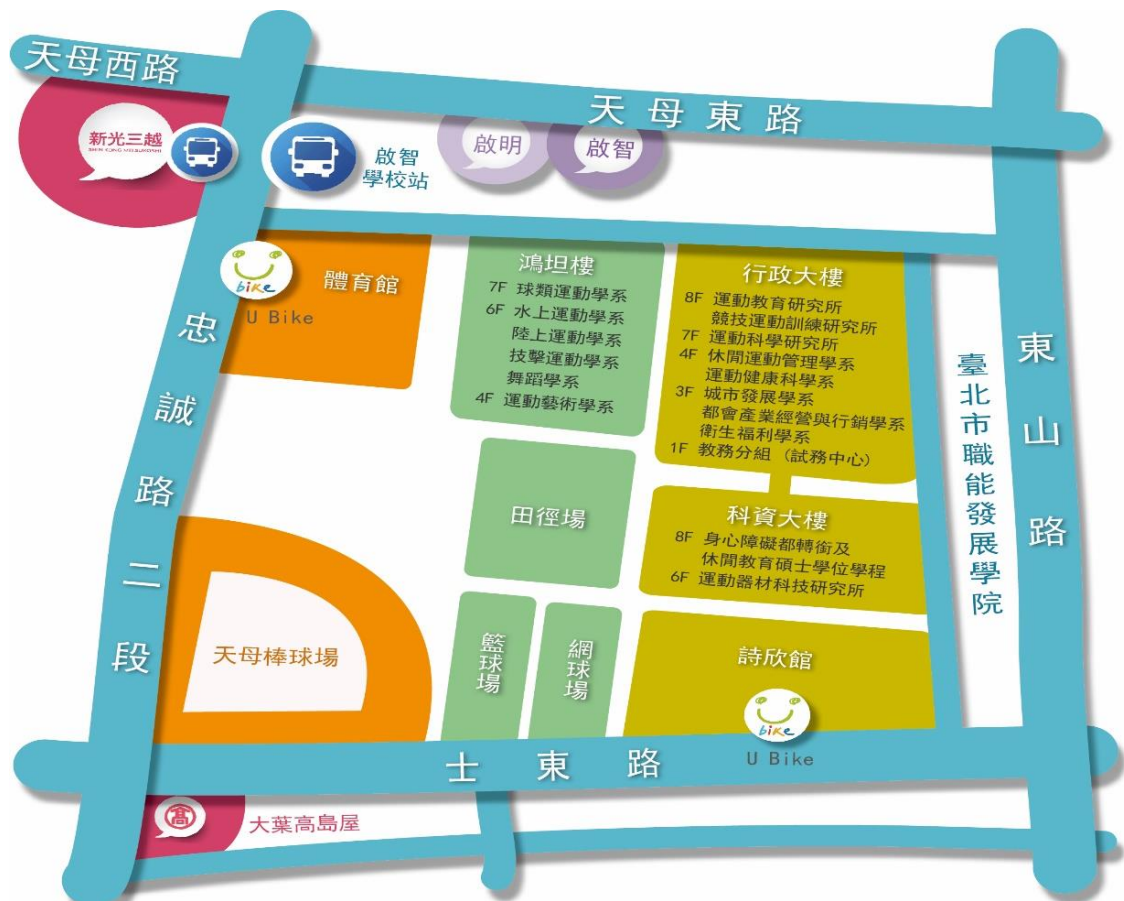 天母西路
天母東路
新光三越
SHIN KONG MITSUKOSHI
啟智
學校站
啟明
啟智
bike
U Bike
體育館
鴻坦樓
7F 球類運動學系
6F 水上運動學系
陸上運動學系
技擊運動學系
舞蹈學系
4F 運動藝術學系
行政大樓
8F 運動教育研究所
競技運動訓練研究所
7F 運動科學研究所
4F 休閒運動管理學系
運動健康科學系
3F 城市發展學系
都會產業經營與行銷學系
衛生福利學系
1F 教務分組（試務中心）
忠誠路二段
東山路
臺北市職能發展學院
田徑場
科資大樓
8F 身心障礙都轉銜及
休閒教育碩士學位學程
6F 運動器材科技研究所
天母棒球場
籃球場
網球場
詩欣館
bike
U Bike
士東路
髙
大葉高島屋